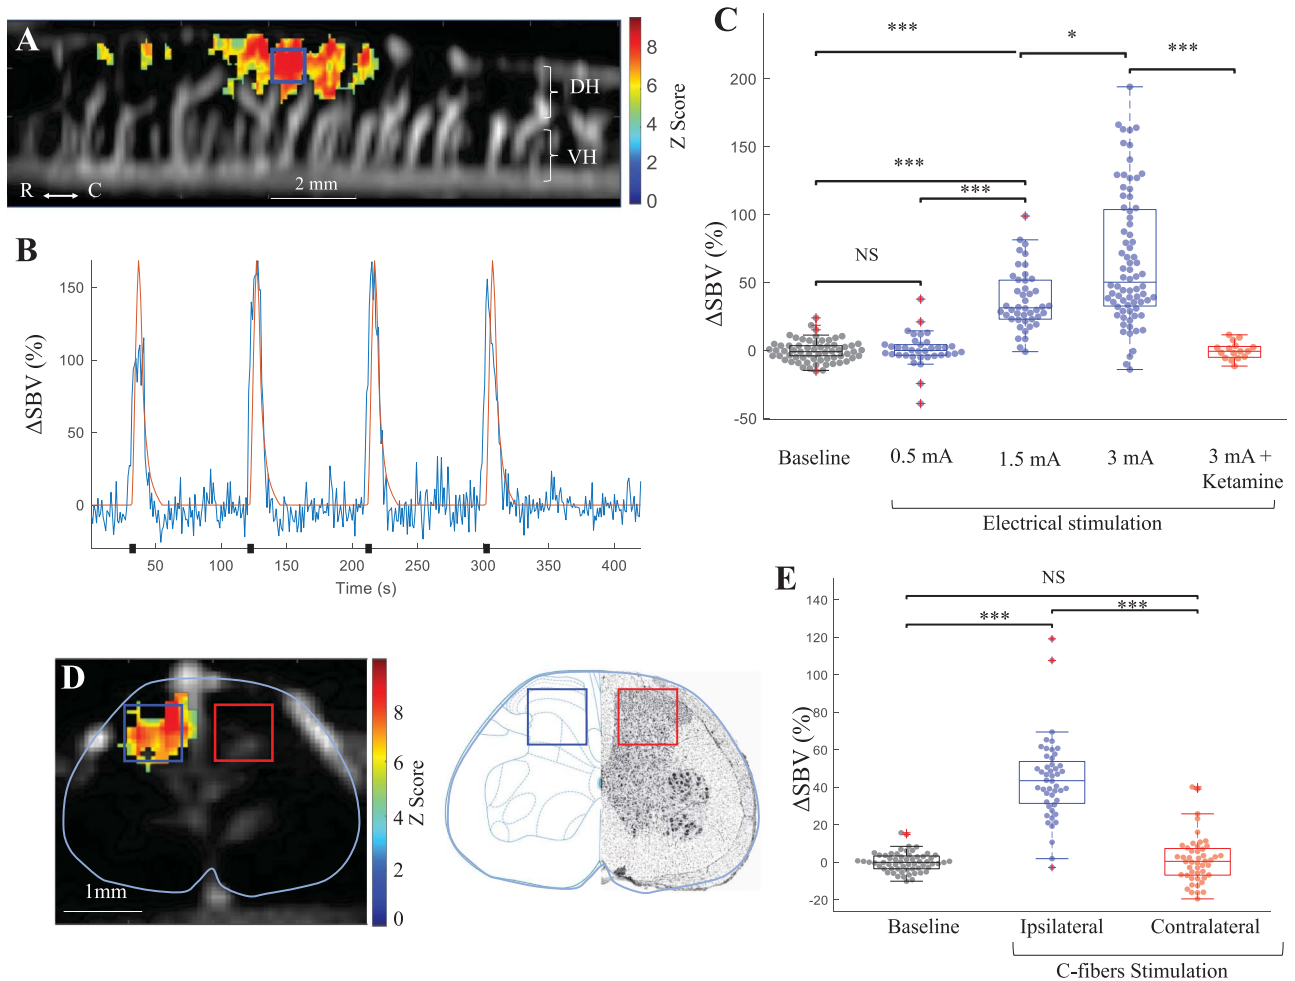 A
8
6
4
2
0
Z Score
DH
VH
R
C
2 mm
B
150
100
50
0
ΔSBV (%)
50
100
150
200
250
300
350
400
Time (s)
C
***
*
***
***
***
NS
200
150
100
50
0
-50
ΔSBV (%)
Baseline
0.5 mA
1.5 mA
3 mA
3 mA +
Ketamine
Electrical stimulation
D
8
6
4
2
0
Z Score
1mm
E
NS
***
***
140
120
100
80
60
40
20
0
-20
ΔSBV (%)
Baseline
Ipsilateral
Contralateral
C-fibers Stimulation